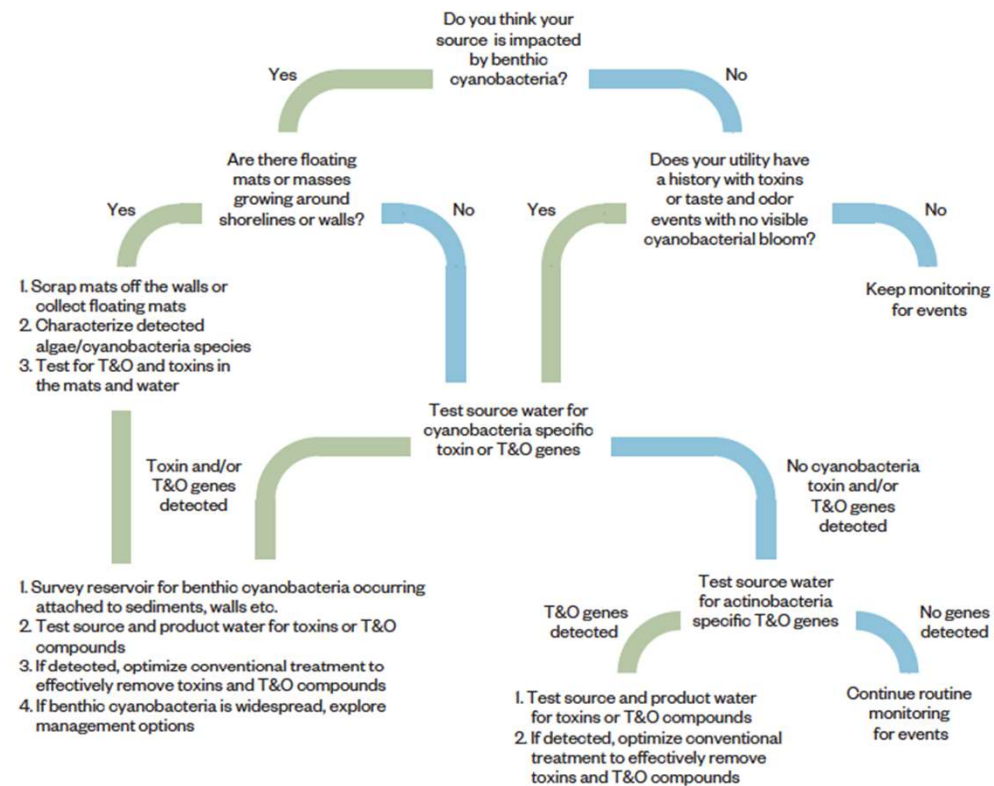 Do you think your
source is impacted
by benthic
cyanobacteria?
Yes
No
Are there floating
mats or masses
growing around
shorelines or walls?
Does your utility have
a history with toxins
or taste and odor
events with no visible
cyanobacterial bloom?
Yes
No
Yes
No
1. Scrap mats off the walls or
collect floating mats
2. Characterize detected
algae/cyanobacteria species
3. Test for T&O and toxins in
the mats and water
Keep monitoring
for events
Test source water for
cyanobacteria specific
toxin or T&O genes
Toxin and/or
T&O genes
detected
No cyanobacteria
toxin and/or
T&O genes
detected
1. Survey reservoir for benthic cyanobacteria occurring
attached to sediments, walls etc.
2. Test source and product water for toxins or T&O
compounds
3. If detected, optimize conventional treatment to
effectively remove toxins and T&O compounds
4. If benthic cyanobacteria is widespread, explore
management options
Test source water
for actinobacteria
specific T&O genes
T&O genes
detected
No genes
detected
1. Test source and product water
for toxins or T&O compounds
2. If detected, optimize conventional
treatment to effectively remove
toxins and T&O compounds
Continue routine
monitoring
for events